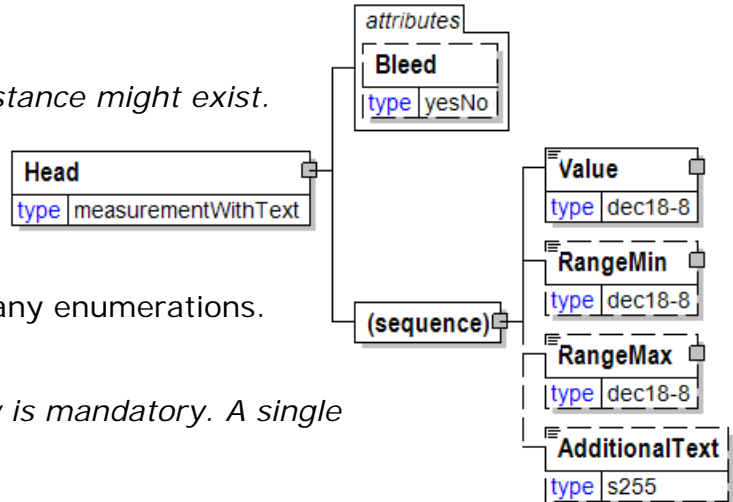 attributes
Bleed
type yesNo
stance might exist.
Head
type measurementWithText
Value
type dec18-8
RangeMin
type dec18-8
any enumerations.
(sequence)
RangeMax
type dec18-8
is mandatory. A single
AdditionalText
type s255